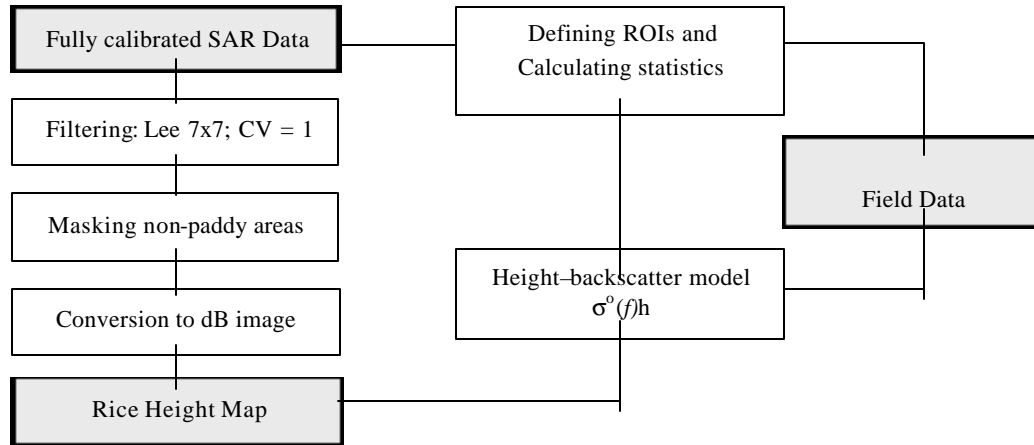 Fully calibrated SAR Data
Filtering: Lee 7x7; CV = 1
Masking non-paddy areas
Conversion to dB image
Rice Height Map
Defining ROIs and
Calculating statistics
Height–backscatter model
σ°(f)h
Field Data